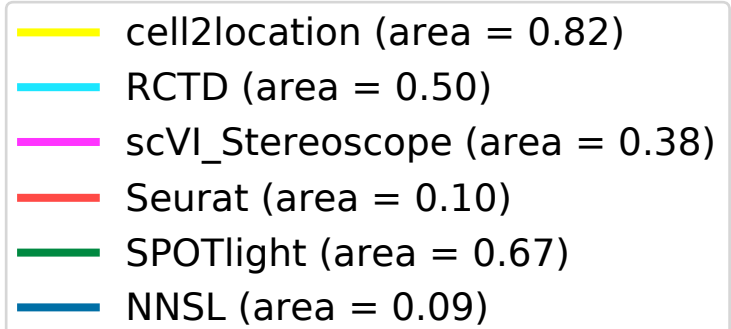 cell2location (area = 0.82)
RCTD (area = 0.50)
scVI_Stereoscope (area = 0.38)
Seurat (area = 0.10)
SPOTlight (area = 0.67)
NNSL (area = 0.09)